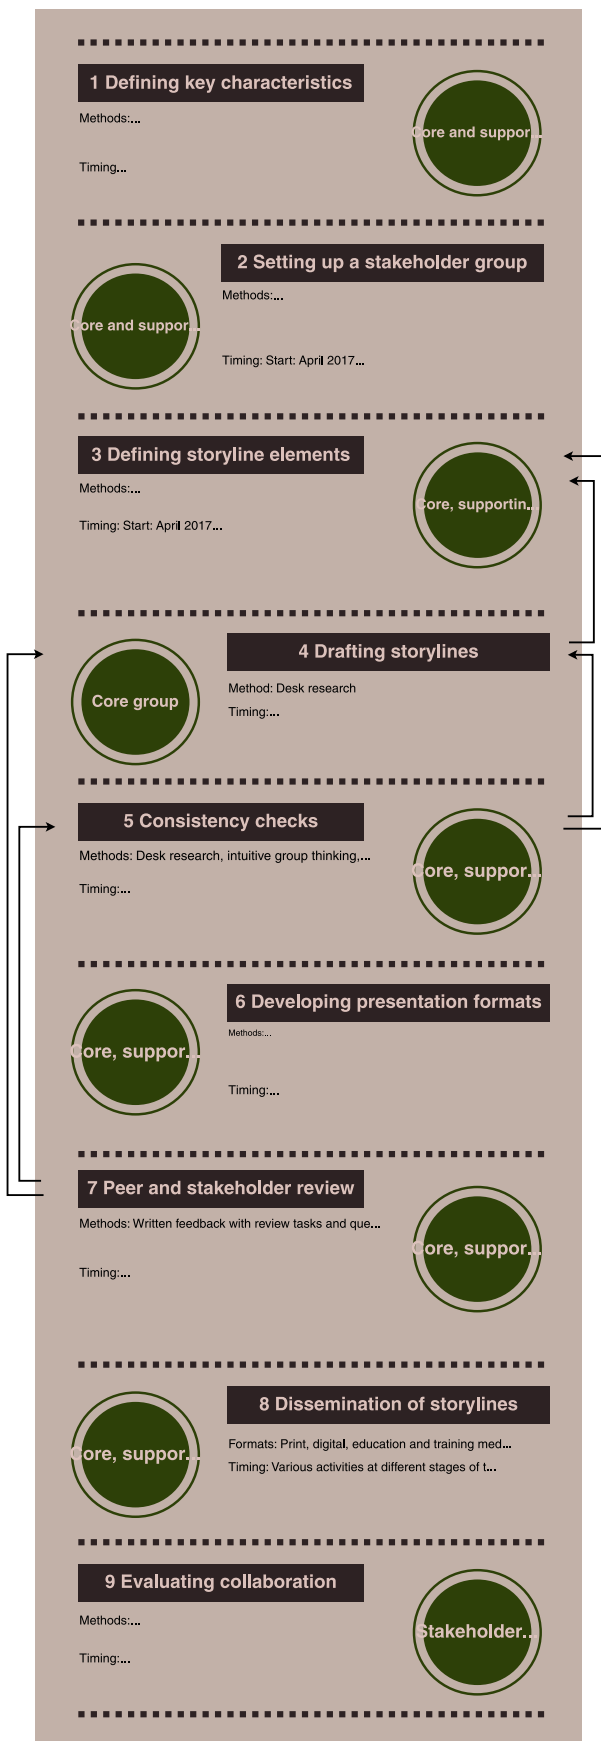 1 Defining key characteristics
Methods:...
Core and suppor...
Timing...
2 Setting up a stakeholder group
Methods:...
Core and suppor...
Timing: Start: April 2017...
3 Defining storyline elements
Methods:...
Core, supportin...
Timing: Start: April 2017...
4 Drafting storylines
Core group
Method: Desk research
Timing:...
5 Consistency checks
Methods: Desk research, intuitive group thinking,...
Core, suppor...
Timing:...
6 Developing presentation formats
Methods:...
Core, suppor...
Timing:...
7 Peer and stakeholder review
Methods: Written feedback with review tasks and que...
Core, suppor...
Timing:...
8 Dissemination of storylines
Formats: Print, digital, education and training med...
Core, suppor...
Timing: Various activities at different stages of t...
9 Evaluating collaboration
Methods:...
Stakeholder...
Timing:...